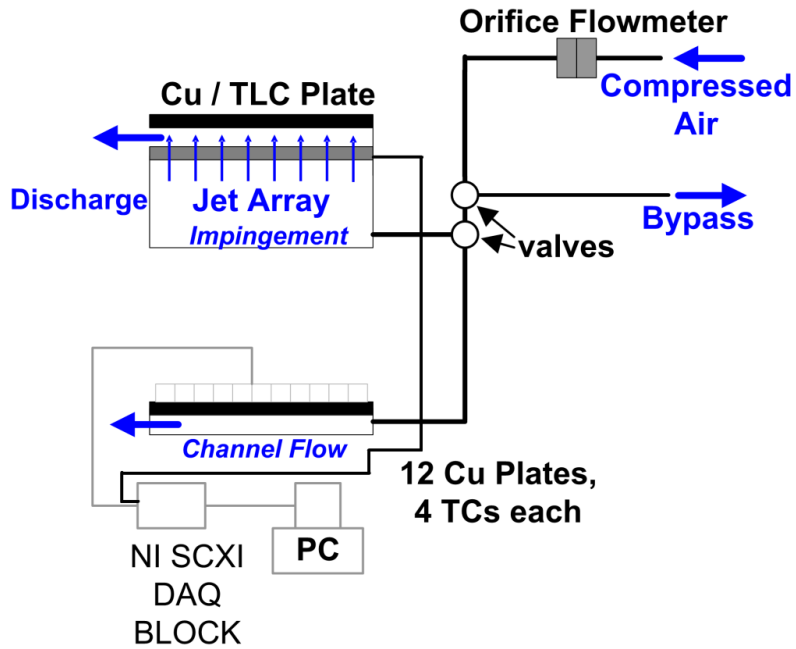 Orifice Flowmeter
Compressed
Air
Cu / TLC Plate
Discharge
Jet Array
Impingement
Bypass
valves
Channel Flow
12 Cu Plates,
4 TCs each
NI SCXI
DAQ
BLOCK
PC